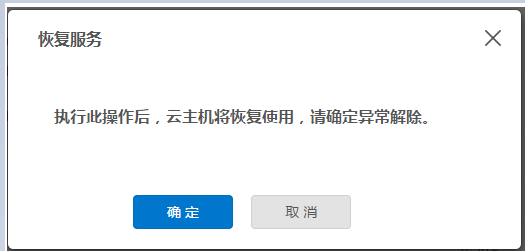 恢复服务
执行此操作后，云主机将恢复使用，请确定异常解除。
确定
取消